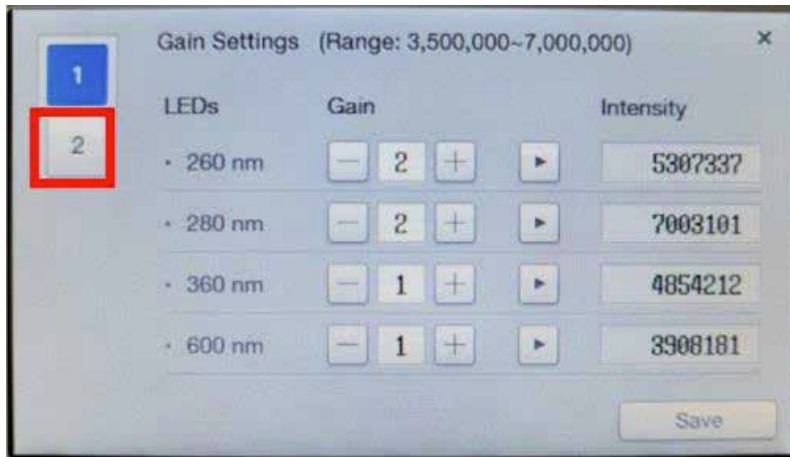 Gain Settings (Range: 3,500,000~7,000,000) ×
1
LEDs Gain Intensity
2
· 260 nm − 2 + ▶ 5307337
· 280 nm − 2 + ▶ 7003101
· 360 nm − 1 + ▶ 4854212
· 600 nm − 1 + ▶ 3908181
Save